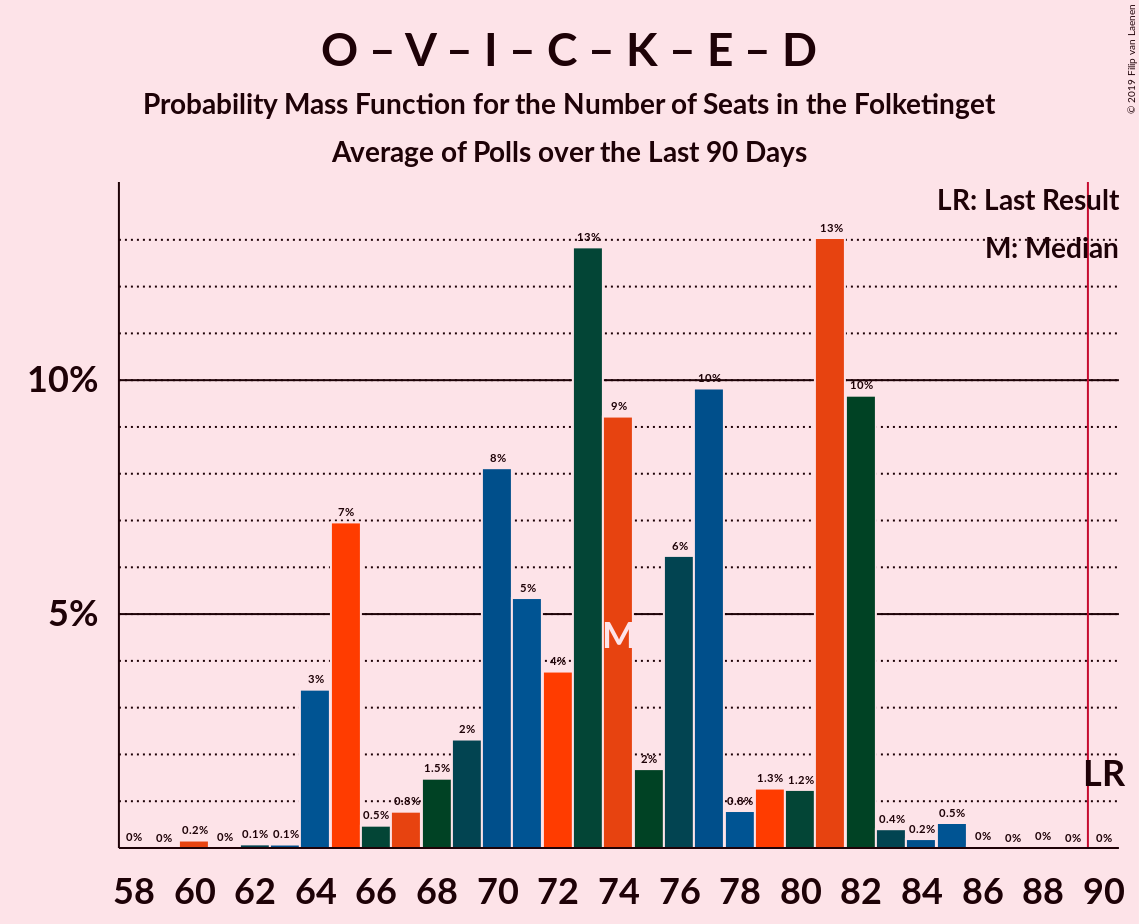 O – V – I – C – K – E – D
Probability Mass Function for the Number of Seats in the Folketinget
Average of Polls over the Last 90 Days
© 2019 Filip van Laenen
LR: Last Result
M: Median
10%
5%
0% 0% 0.2% 0% 0.1% 0.1% 3% 7% 0.5% 0.8% 1.5% 2% 8% 5% 4% 13% 9% 2% 6% 10% 0.8% 1.3% 1.2% 13% 10% 0.4% 0.2% 0.5% 0% 0% 0% 0% 0%
M
LR
58 60 62 64 66 68 70 72 74 76 78 80 82 84 86 88 90